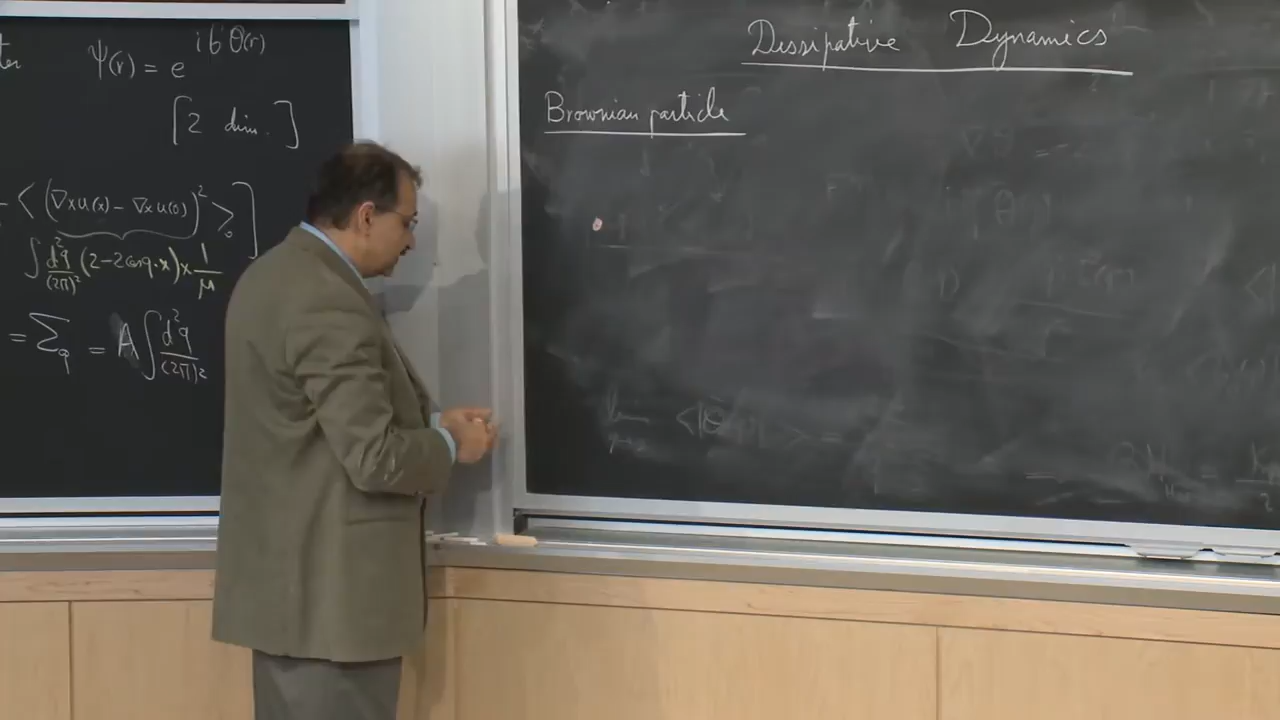 Ψ(r) = e^{i6θ(r)}
[2 dim.]
< (∇×u(x) − ∇×u(0))² >₀ ]
∫ d²q/(2π)² (2−2cos q·x) × 1/μ
= Σ_q = A ∫ d²q/(2π)²
Dissipative Dynamics
Brownian particle